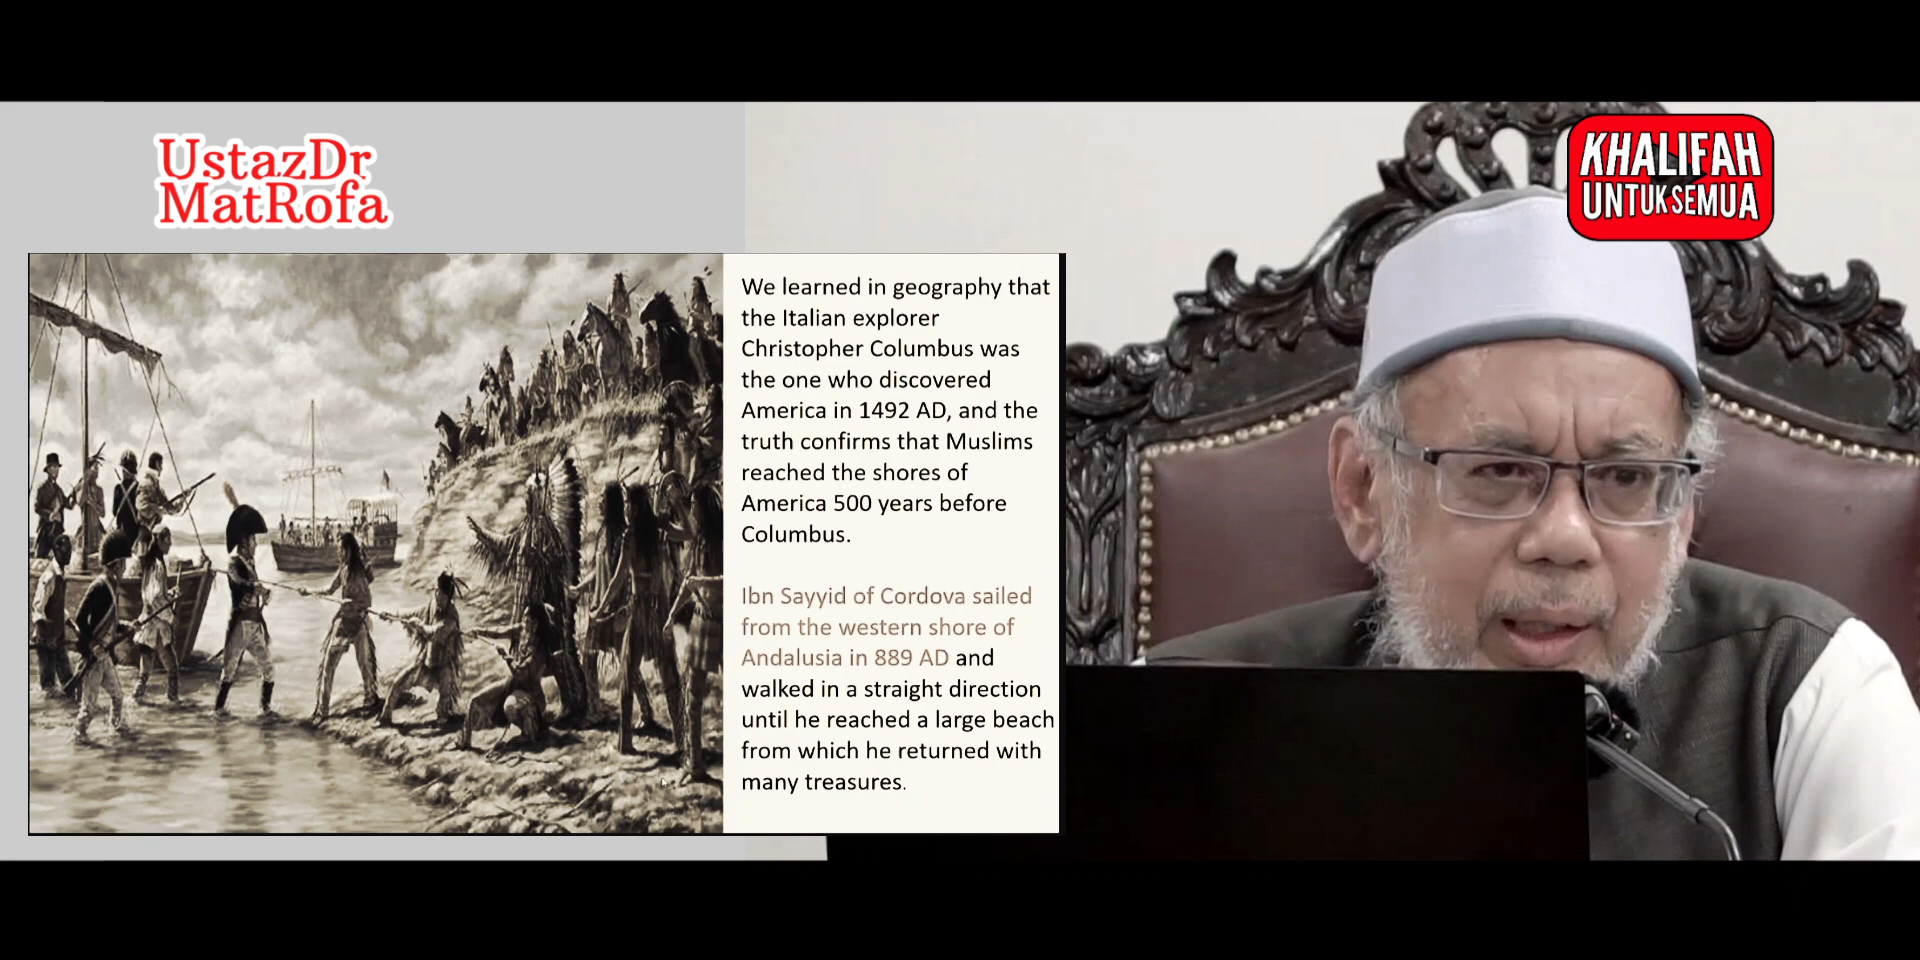 UstazDr
MatRofa
KHALIFAH
UNTUK SEMUA
We learned in geography that
the Italian explorer
Christopher Columbus was
the one who discovered
America in 1492 AD, and the
truth confirms that Muslims
reached the shores of
America 500 years before
Columbus.
Ibn Sayyid of Cordova sailed
from the western shore of
Andalusia in 889 AD and
walked in a straight direction
until he reached a large beach
from which he returned with
many treasures.